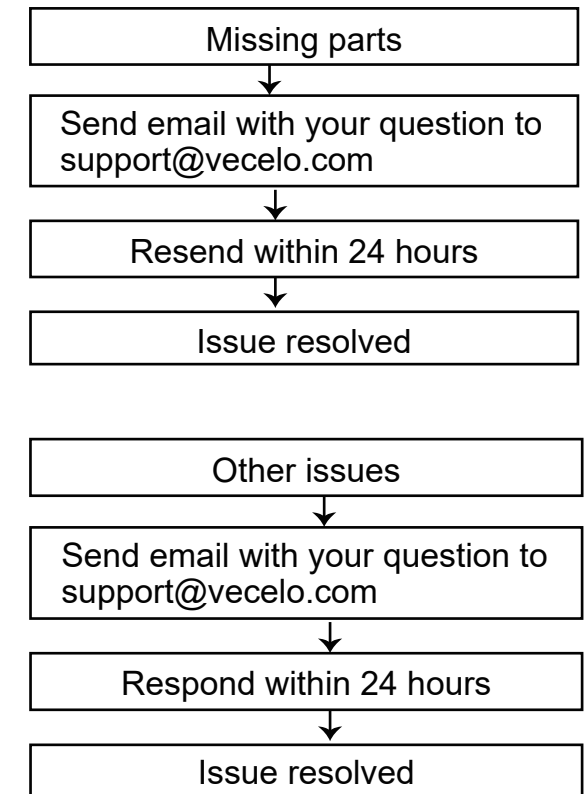 Missing parts
Send email with your question to
support@vecelo.com
Resend within 24 hours
Issue resolved
Other issues
Send email with your question to
support@vecelo.com
Respond within 24 hours
Issue resolved